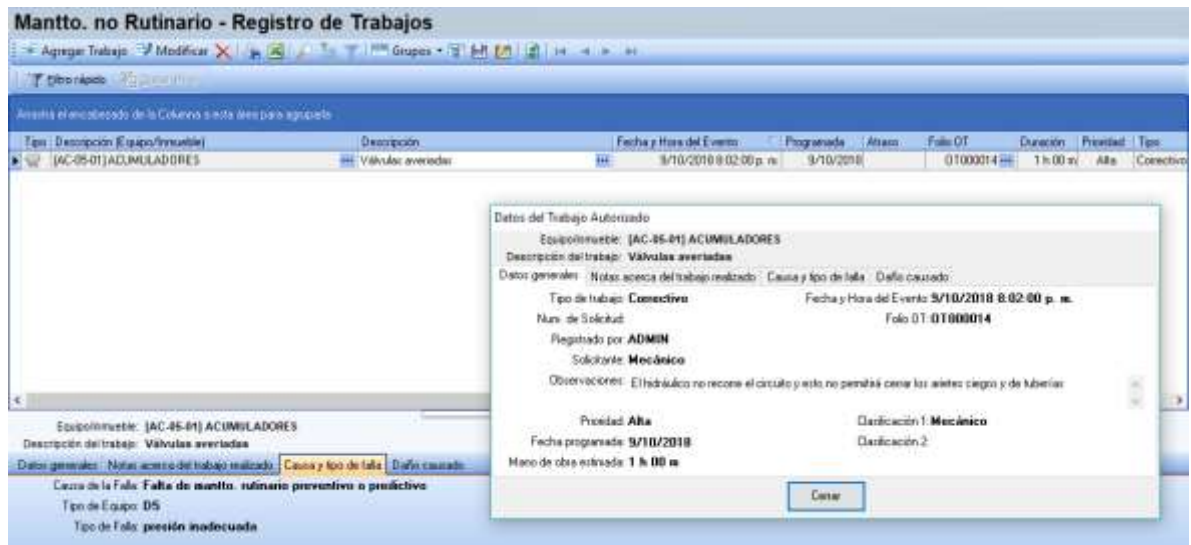 Mantto. no Rutinario - Registro de Trabajos
Agregar Trabajo Modificar Grupos
Filtro rápido
Arrastra el encabezado de la Columna a esta área para agruparla
Tipo Descripción (Equipo/Inmueble) Descripción Fecha y Hora del Evento Programada Atraso Folio OT Duración Prioridad Tipo
[AC-05-01] ACUMULADORES Válvulas averiadas 9/10/2018 8:02:00 p. m. 9/10/2018 OT000014 1 h 00 m Alta Correctivo
Datos del Trabajo Autorizado
Equipo/Inmueble: [AC-05-01] ACUMULADORES
Descripción del trabajo: Válvulas averiadas
Datos generales Notas acerca del trabajo realizado Causa y tipo de falla Daño causado
Tipo de trabajo: Correctivo Fecha y Hora del Evento 9/10/2018 8:02:00 p. m.
Num. de Solicitud: Folio OT: OT000014
Registrado por: ADMIN
Solicitante: Mecánico
Observaciones: El hidráulico no recorre el circuito y esto no permitirá cerrar los arietes ciegos y de tuberías
Prioridad: Alta Clasificación 1: Mecánico
Fecha programada: 9/10/2018 Clasificación 2:
Mano de obra estimada: 1 h 00 m
Cerrar
Equipo/Inmueble: [AC-05-01] ACUMULADORES
Descripción del trabajo: Válvulas averiadas
Datos generales Notas acerca del trabajo realizado Causa y tipo de falla Daño causado
Causa de la Falla: Falta de mantto. rutinario preventivo o predictivo
Tipo de Equipo: DS
Tipo de Falla: presión inadecuada